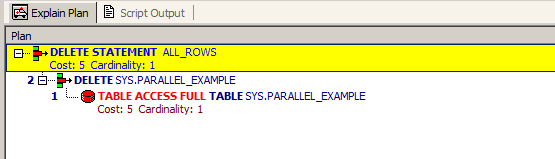 Explain Plan Script Output
Plan
DELETE STATEMENT ALL_ROWS
Cost: 5 Cardinality: 1
2 DELETE SYS.PARALLEL_EXAMPLE
1 TABLE ACCESS FULL TABLE SYS.PARALLEL_EXAMPLE
Cost: 5 Cardinality: 1